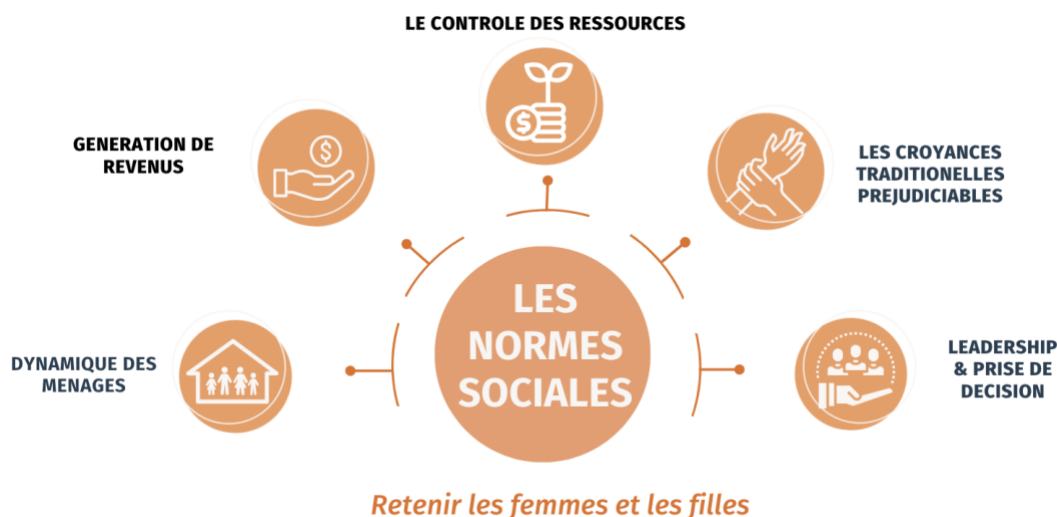 LE CONTROLE DES RESSOURCES
GENERATION DE
REVENUS
LES CROYANCES
TRADITIONELLES
PREJUDICIABLES
DYNAMIQUE DES
MENAGES
LES
NORMES
SOCIALES
LEADERSHIP
& PRISE DE
DECISION
Retenir les femmes et les filles